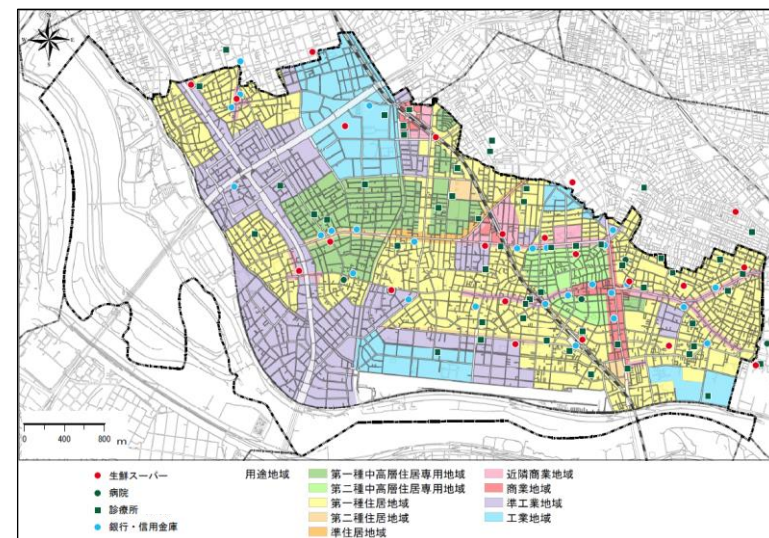 0 400 800 m
生鮮スーパー
病院
診療所
銀行・信用金庫
用途地域
第一種中高層住居専用地域
第二種中高層住居専用地域
第一種住居地域
第二種住居地域
準住居地域
近隣商業地域
商業地域
準工業地域
工業地域